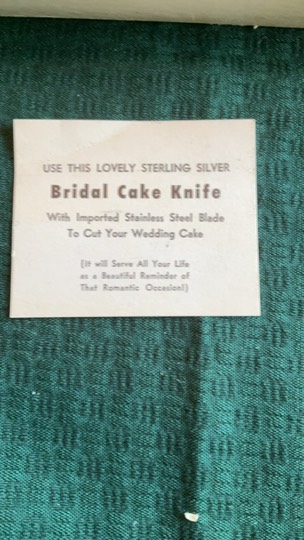 USE THIS LOVELY STERLING SILVER
Bridal Cake Knife
With Imported Stainless Steel Blade
To Cut Your Wedding Cake
(It will Serve All Your Life
as a Beautiful Reminder of
That Romantic Occasion!)